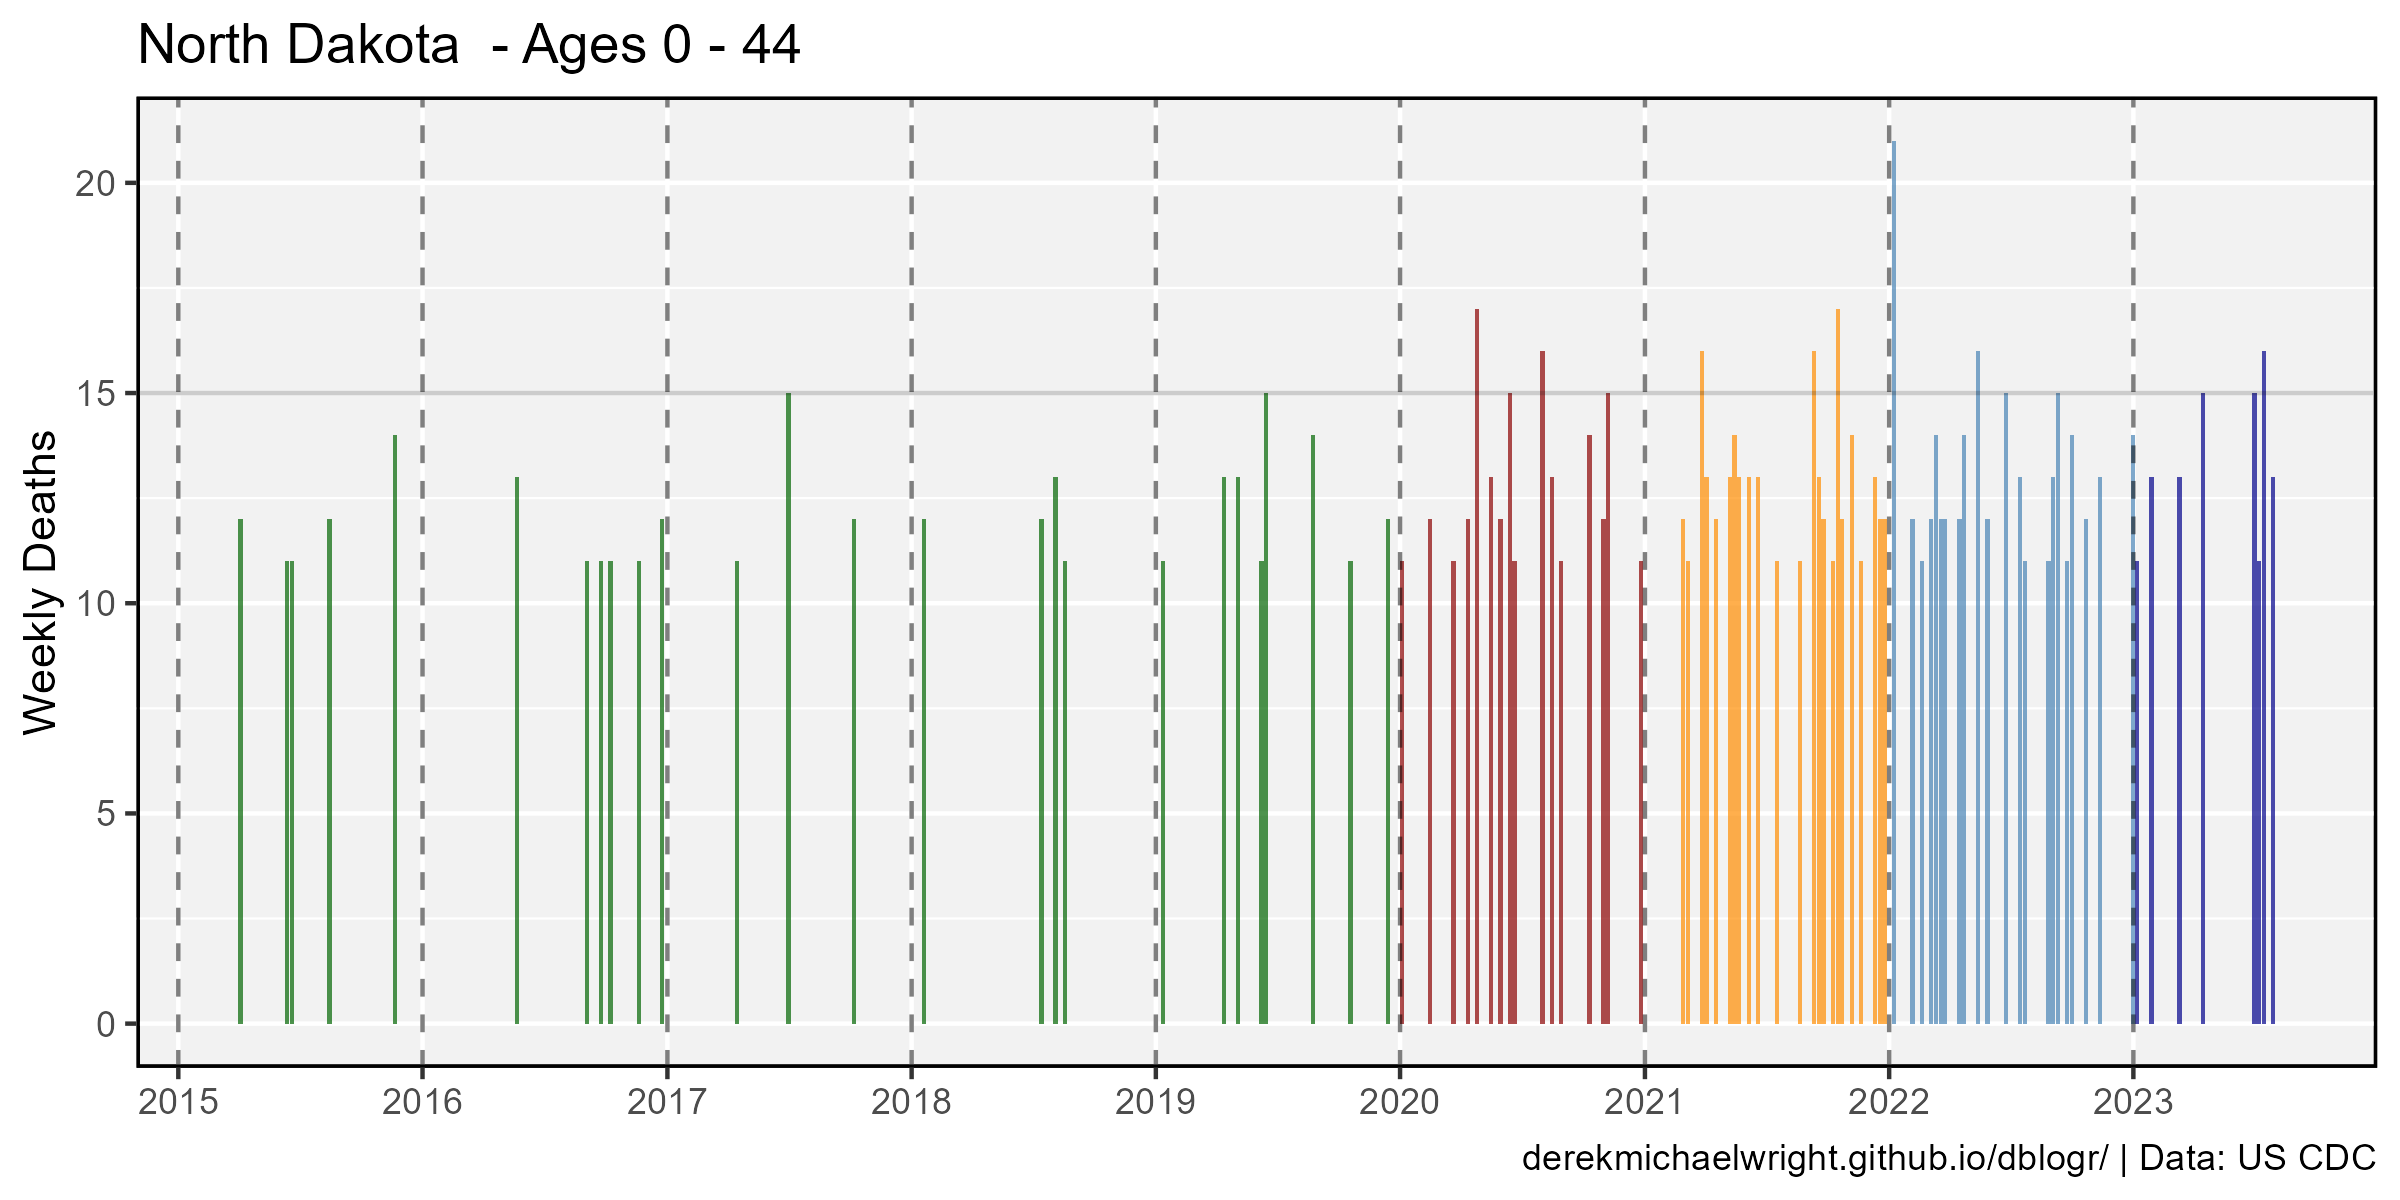 North Dakota  - Ages 0 - 44
Weekly Deaths
20
15
10
5
0
2015 2016 2017 2018 2019 2020 2021 2022 2023
derekmichaelwright.github.io/dblogr/ | Data: US CDC